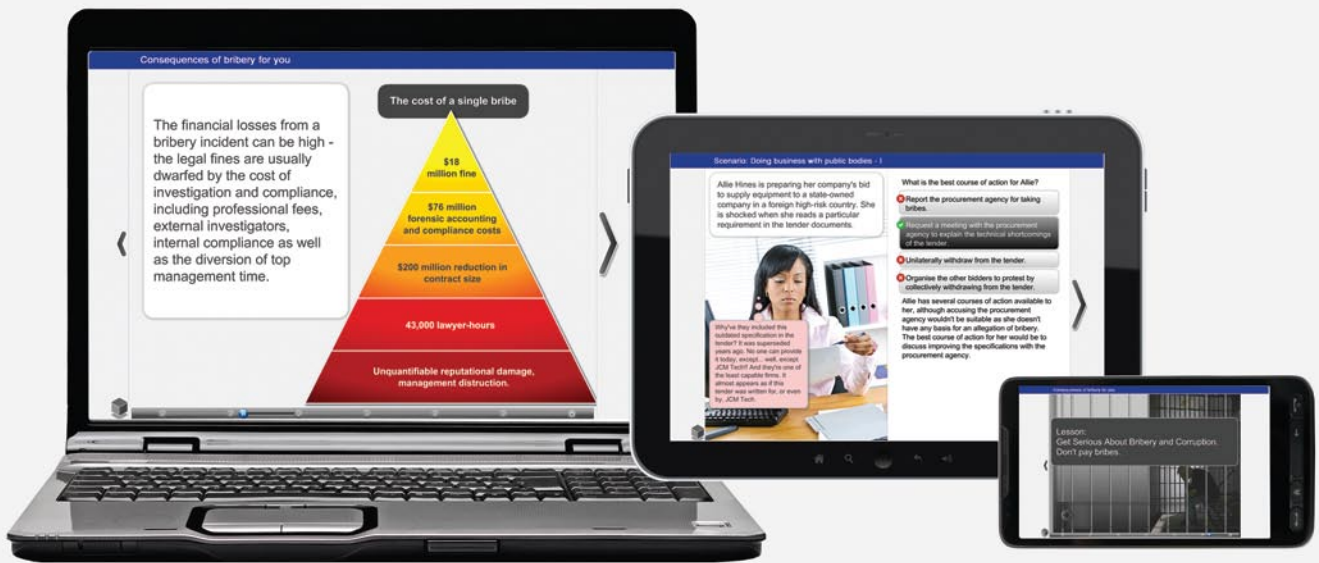 Consequences of bribery for you
The financial losses from a
bribery incident can be high -
the legal fines are usually
dwarfed by the cost of
investigation and compliance,
including professional fees,
external investigators,
internal compliance as well
as the diversion of top
management time.
The cost of a single bribe
$18
million fine
$76 million
forensic accounting
and compliance costs
$200 million reduction in
contract size
43,000 lawyer-hours
Unquantifiable reputational damage,
management distruction.
Scenario: Doing business with public bodies - I
Allie Hines is preparing her company's bid
to supply equipment to a state-owned
company in a foreign high-risk country. She
is shocked when she reads a particular
requirement in the tender documents.
Why've they included this
outdated specification in the
tender? It was superseded
years ago. No one can provide
it today, except... well, except
JCM Tech!! And they're one of
the least capable firms. It
almost appears as if this
tender was written for, or even
by, JCM Tech.
What is the best course of action for Allie?
Report the procurement agency for taking
bribes.
Request a meeting with the procurement
agency to explain the technical shortcomings
of the tender.
Unilaterally withdraw from the tender.
Organise the other bidders to protest by
collectively withdrawing from the tender.
Allie has several courses of action available to
her, although accusing the procurement
agency wouldn't be suitable as she doesn't
have any basis for an allegation of bribery.
The best course of action for her would be to
discuss improving the specifications with the
procurement agency.
Consequences of bribery for you
Lesson:
Get Serious About Bribery and Corruption.
Don't pay bribes.